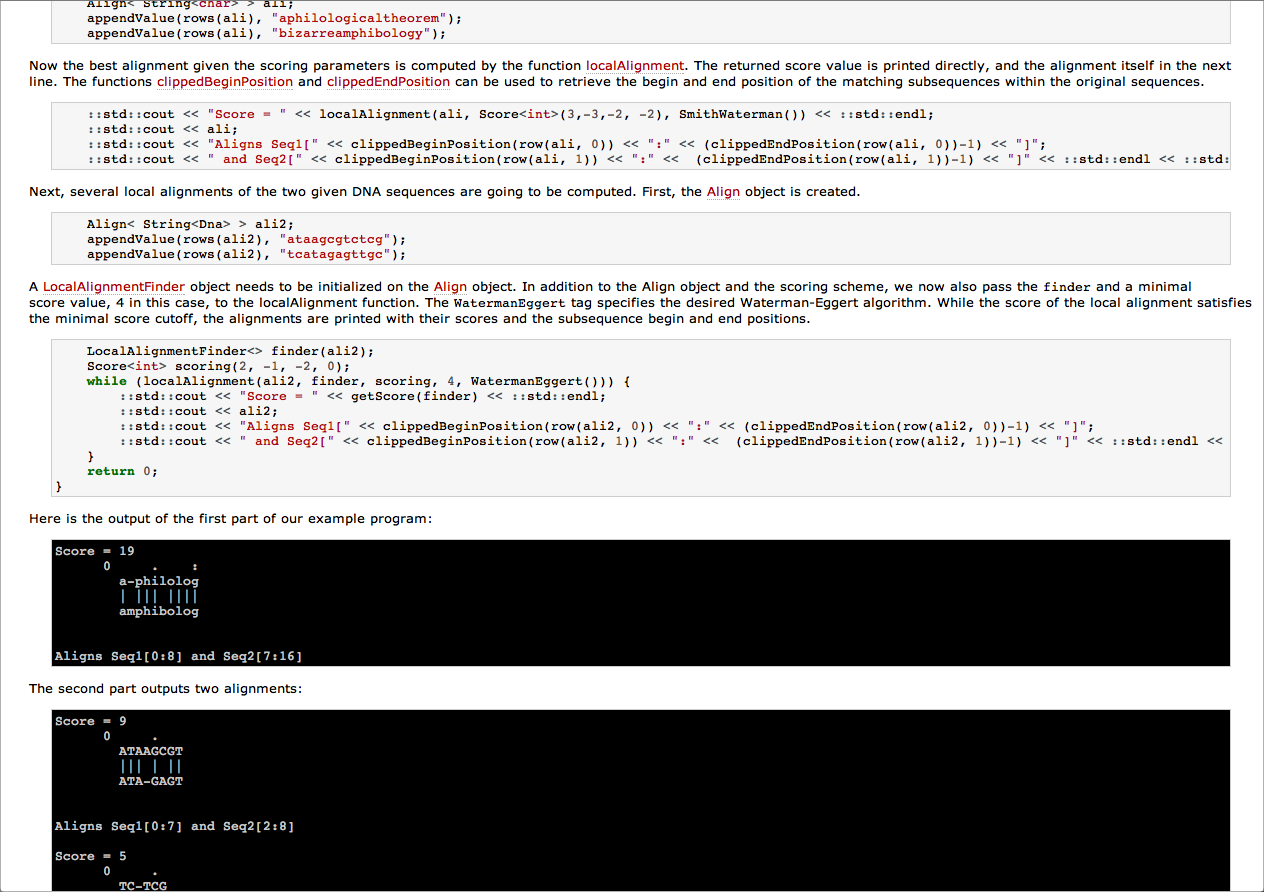 Align< String<char> > ali;
appendValue(rows(ali), "aphilologicaltheorem");
appendValue(rows(ali), "bizarreamphibology");
Now the best alignment given the scoring parameters is computed by the function localAlignment. The returned score value is printed directly, and the alignment itself in the next
line. The functions clippedBeginPosition and clippedEndPosition can be used to retrieve the begin and end position of the matching subsequences within the original sequences.
::std::cout << "Score = " << localAlignment(ali, Score<int>(3,-3,-2, -2), SmithWaterman()) << ::std::endl;
::std::cout << ali;
::std::cout << "Aligns Seq1[" << clippedBeginPosition(row(ali, 0)) << ":" << (clippedEndPosition(row(ali, 0))-1) << "]";
::std::cout << " and Seq2[" << clippedBeginPosition(row(ali, 1)) << ":" <<  (clippedEndPosition(row(ali, 1))-1) << "]" << ::std::endl << ::std:
Next, several local alignments of the two given DNA sequences are going to be computed. First, the Align object is created.
Align< String<Dna> > ali2;
appendValue(rows(ali2), "ataagcgtctcg");
appendValue(rows(ali2), "tcatagagttgc");
A LocalAlignmentFinder object needs to be initialized on the Align object. In addition to the Align object and the scoring scheme, we now also pass the finder and a minimal
score value, 4 in this case, to the localAlignment function. The WatermanEggert tag specifies the desired Waterman-Eggert algorithm. While the score of the local alignment satisfies
the minimal score cutoff, the alignments are printed with their scores and the subsequence begin and end positions.
LocalAlignmentFinder<> finder(ali2);
Score<int> scoring(2, -1, -2, 0);
while (localAlignment(ali2, finder, scoring, 4, WatermanEggert())) {
::std::cout << "Score = " << getScore(finder) << ::std::endl;
::std::cout << ali2;
::std::cout << "Aligns Seq1[" << clippedBeginPosition(row(ali2, 0)) << ":" << (clippedEndPosition(row(ali2, 0))-1) << "]";
::std::cout << " and Seq2[" << clippedBeginPosition(row(ali2, 1)) << ":" <<  (clippedEndPosition(row(ali2, 1))-1) << "]" << ::std::endl <<
}
return 0;
}
Here is the output of the first part of our example program:
Score = 19
0     .    :
a-philolog
| ||| ||||
amphibolog
Aligns Seq1[0:8] and Seq2[7:16]
The second part outputs two alignments:
Score = 9
0     .
ATAAGCGT
||| | ||
ATA-GAGT
Aligns Seq1[0:7] and Seq2[2:8]
Score = 5
0     .
TC-TCG